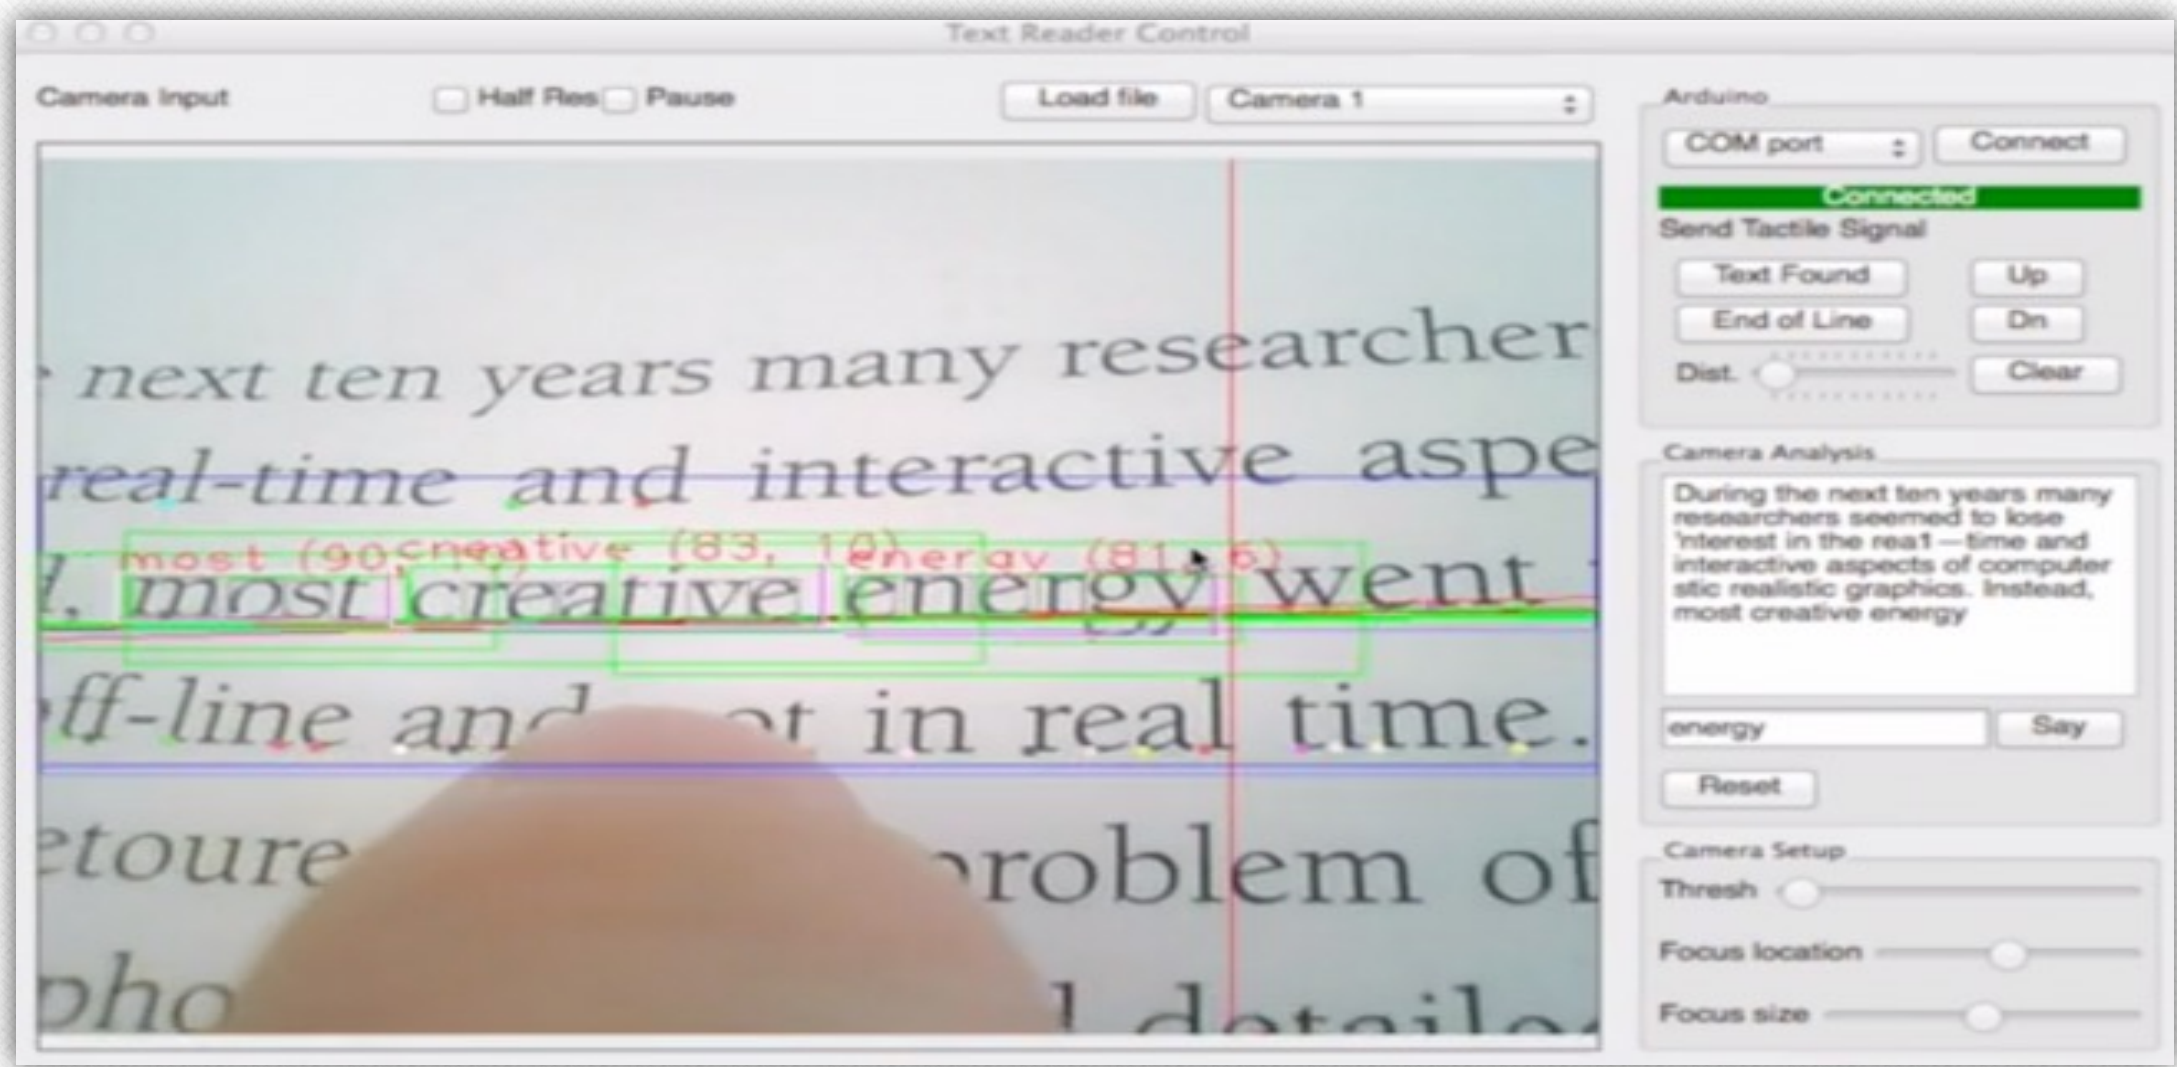 Text Reader Control
Camera Input
Half Res
Pause
Load file
Camera 1
next ten years many researcher
real-time and interactive aspe
most (90, creative (83, 10) energy (81, 6)
most creative energy went
ff-line and ot in real time.
etoure roblem of
pho
Arduino
COM port
Connect
Connected
Send Tactile Signal
Text Found
Up
End of Line
Dn
Dist.
Clear
Camera Analysis
During the next ten years many
researchers seemed to lose
'nterest in the rea1—time and
interactive aspects of computer
stic realistic graphics. Instead,
most creative energy
energy
Say
Reset
Camera Setup
Thresh
Focus location
Focus size